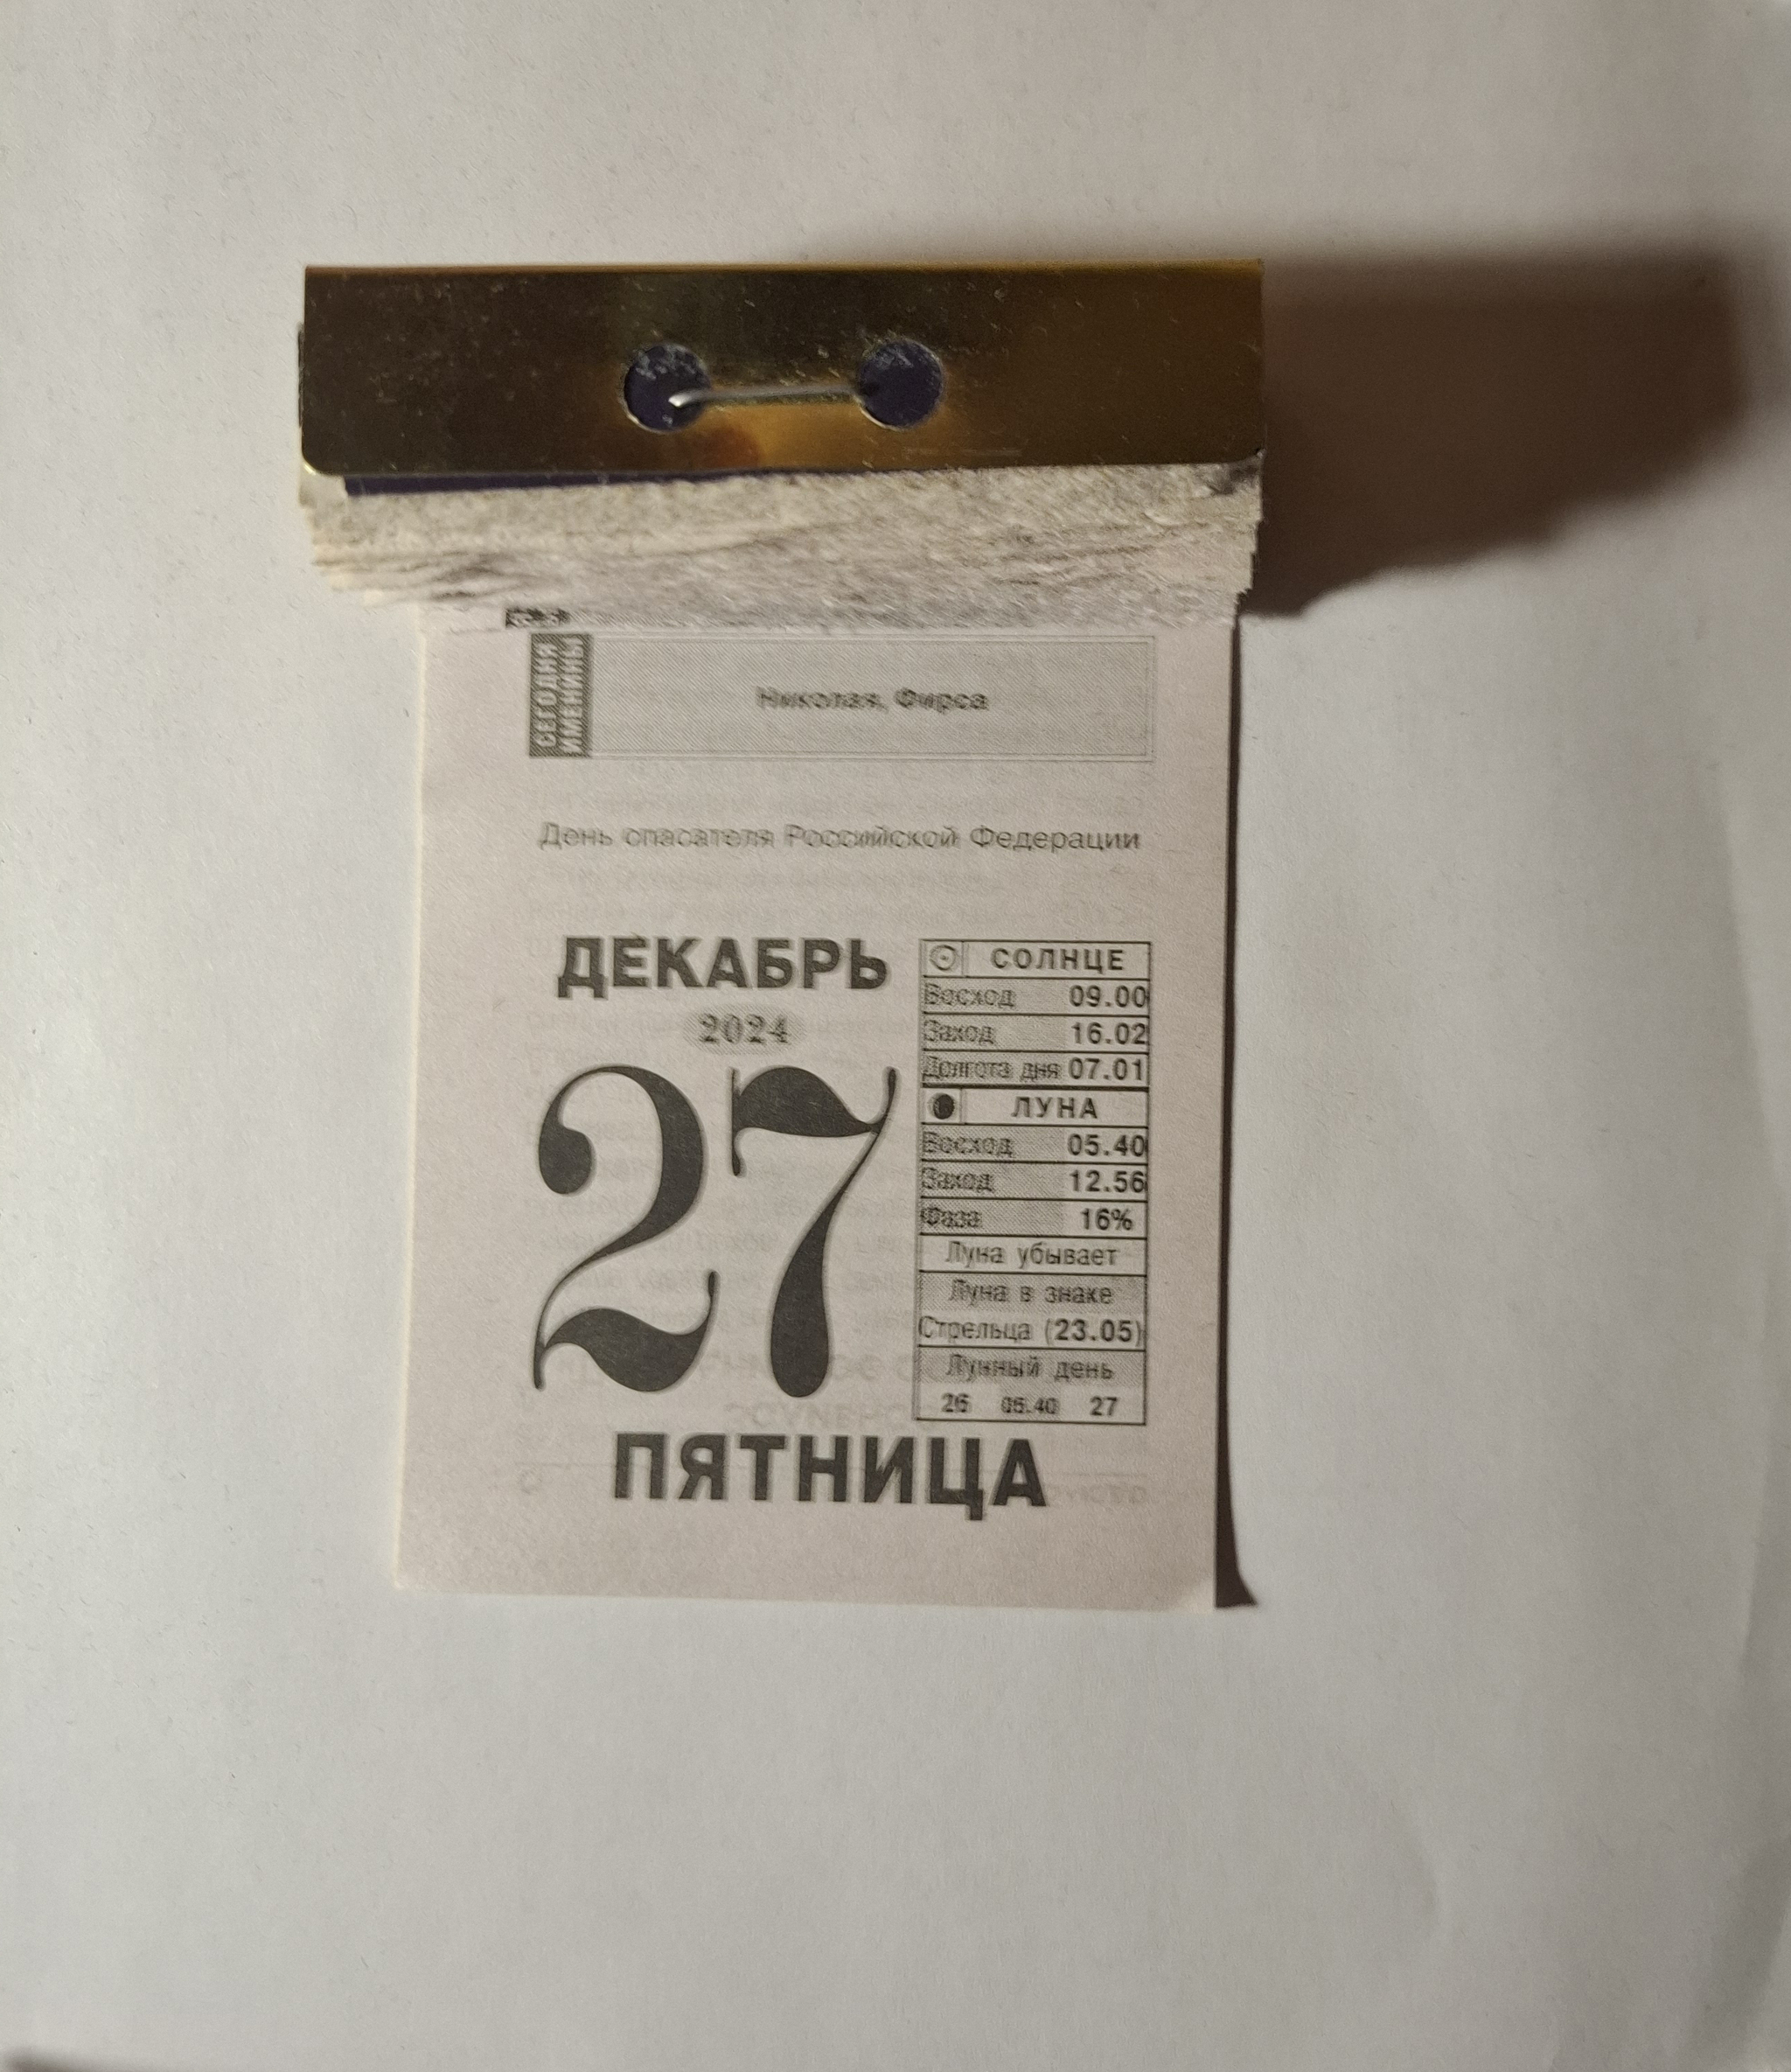 СЕГОДНЯ
ИМЕНИНЫ
Николая, Фирса
День спасателя Российской Федерации
ДЕКАБРЬ
2024
27
СОЛНЦЕ
Восход 09.00
Заход 16.02
Долгота дня 07.01
ЛУНА
Восход 05.40
Заход 12.56
Фаза 16%
Луна убывает
Луна в знаке
Стрельца (23.05)
Лунный день
26 05.40 27
ПЯТНИЦА